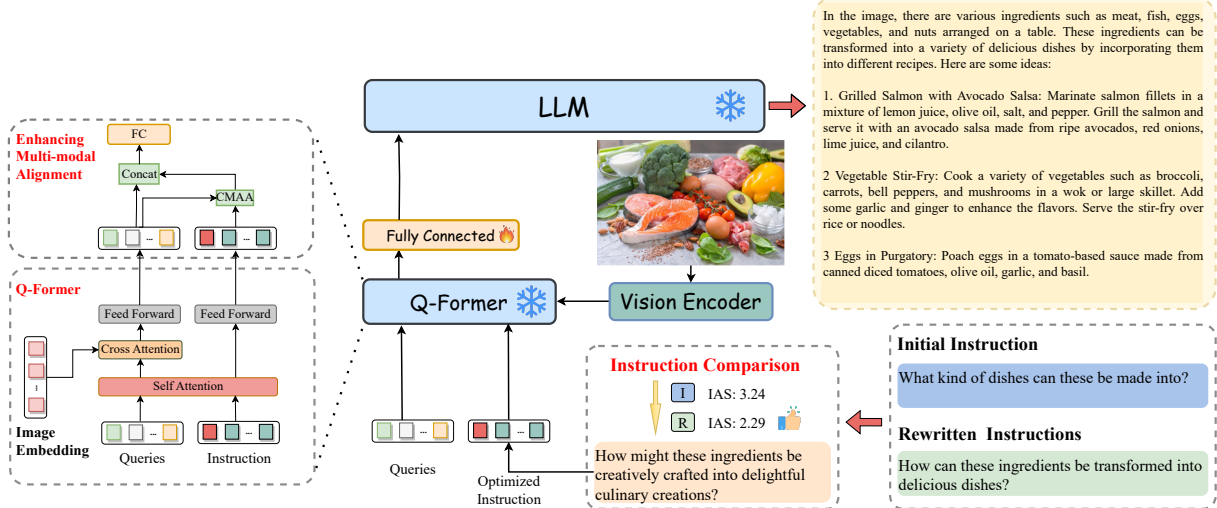 Enhancing
Multi-modal
Alignment
FC
Concat
CMAA
...
...
Q-Former
Feed Forward
Feed Forward
Cross Attention
Self Attention
...
Image
Embedding
...
...
Queries
Instruction
LLM
Fully Connected
Q-Former
Vision Encoder
...
...
Queries
Optimized
Instruction
Instruction Comparison
I
IAS: 3.24
R
IAS: 2.29
How might these ingredients be
creatively crafted into delightful
culinary creations?
Initial Instruction
What kind of dishes can these be made into?
Rewritten Instructions
How can these ingredients be transformed into
delicious dishes?
In the image, there are various ingredients such as meat, fish, eggs,
vegetables, and nuts arranged on a table. These ingredients can be
transformed into a variety of delicious dishes by incorporating them
into different recipes. Here are some ideas:
1. Grilled Salmon with Avocado Salsa: Marinate salmon fillets in a
mixture of lemon juice, olive oil, salt, and pepper. Grill the salmon and
serve it with an avocado salsa made from ripe avocados, red onions,
lime juice, and cilantro.
2 Vegetable Stir-Fry: Cook a variety of vegetables such as broccoli,
carrots, bell peppers, and mushrooms in a wok or large skillet. Add
some garlic and ginger to enhance the flavors. Serve the stir-fry over
rice or noodles.
3 Eggs in Purgatory: Poach eggs in a tomato-based sauce made from
canned diced tomatoes, olive oil, garlic, and basil.